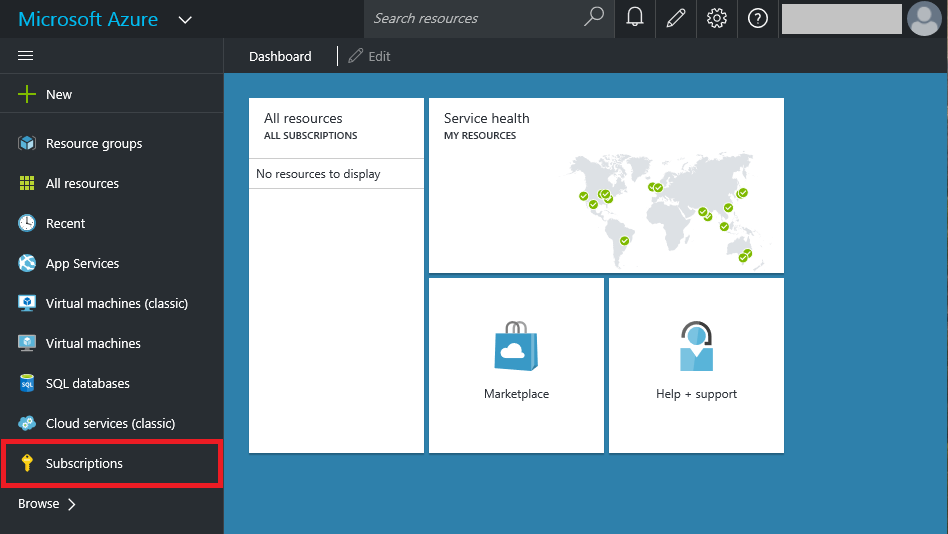 Microsoft Azure
Search resources
Dashboard
Edit
New
Resource groups
All resources
Recent
App Services
Virtual machines (classic)
Virtual machines
SQL databases
SQL
Cloud services (classic)
Subscriptions
Browse
All resources
ALL SUBSCRIPTIONS
No resources to display
Service health
MY RESOURCES
Marketplace
Help + support